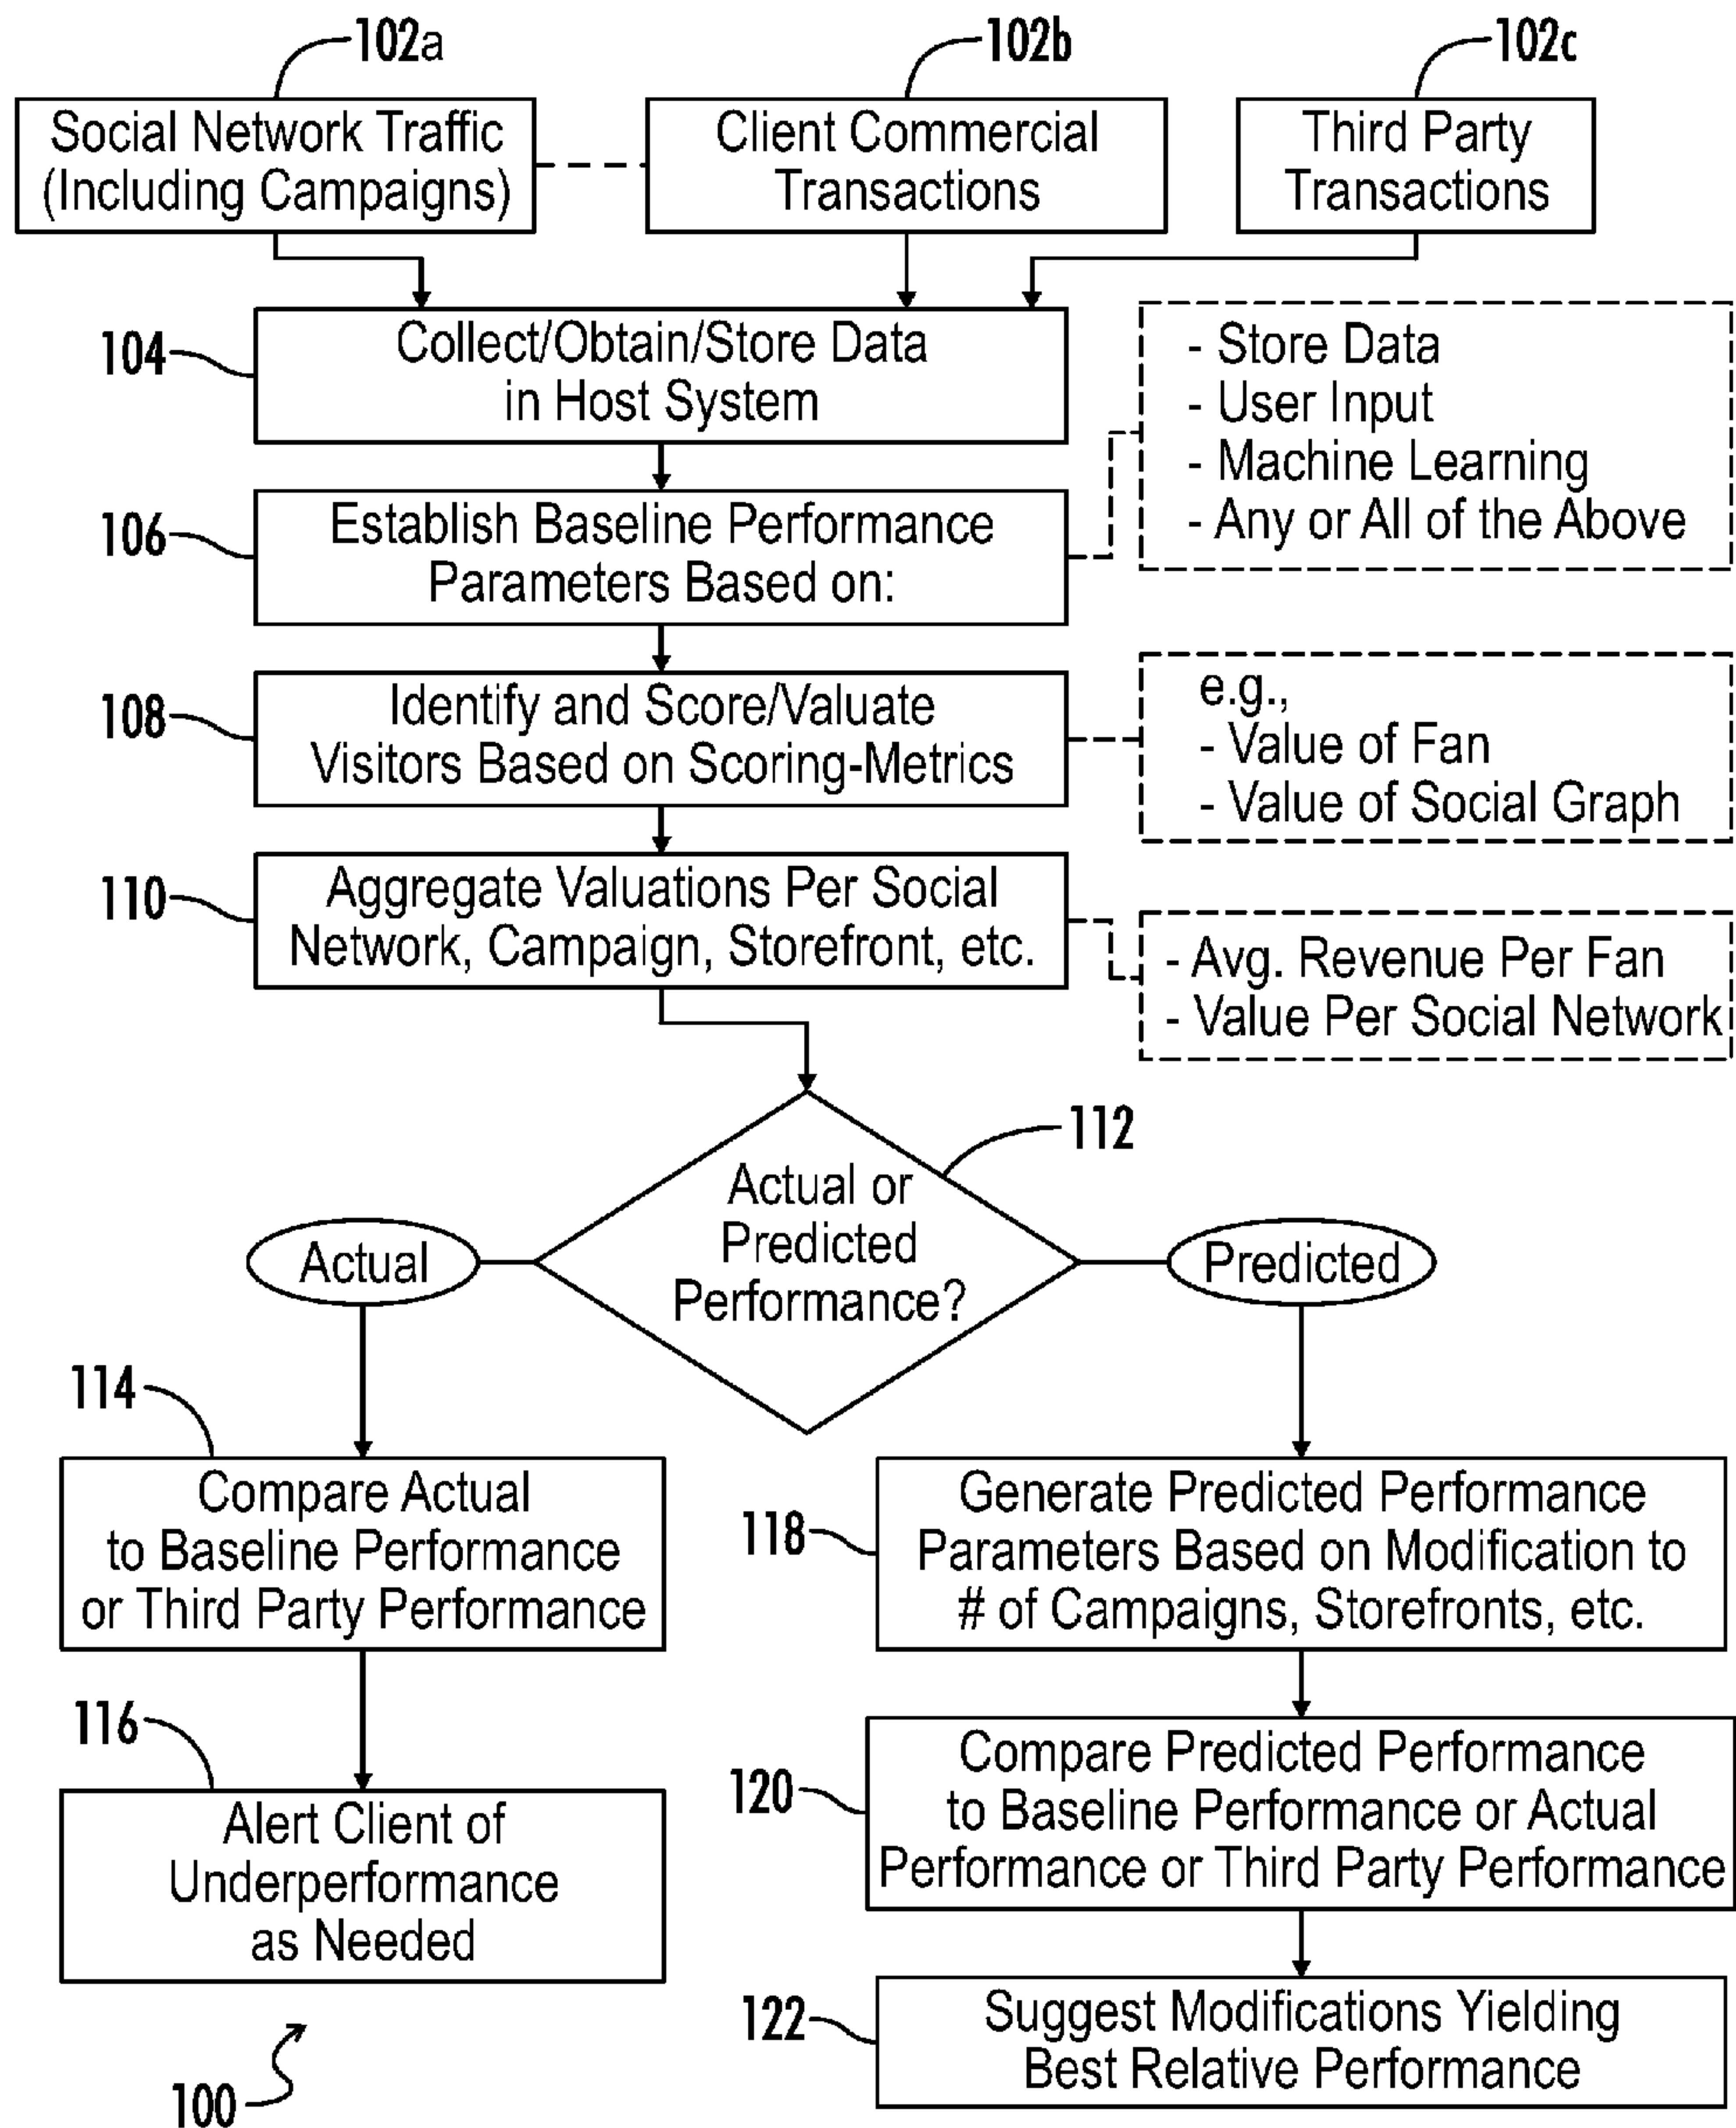 102a
102b
102c
Social Network Traffic
(Including Campaigns)
Client Commercial
Transactions
Third Party
Transactions
104
Collect/Obtain/Store Data
in Host System
- Store Data
- User Input
- Machine Learning
- Any or All of the Above
106
Establish Baseline Performance
Parameters Based on:
108
Identify and Score/Valuate
Visitors Based on Scoring-Metrics
e.g.,
- Value of Fan
- Value of Social Graph
110
Aggregate Valuations Per Social
Network, Campaign, Storefront, etc.
- Avg. Revenue Per Fan
- Value Per Social Network
112
Actual or
Predicted
Performance?
Actual
Predicted
114
Compare Actual
to Baseline Performance
or Third Party Performance
116
Alert Client of
Underperformance
as Needed
118
Generate Predicted Performance
Parameters Based on Modification to
# of Campaigns, Storefronts, etc.
120
Compare Predicted Performance
to Baseline Performance or Actual
Performance or Third Party Performance
122
Suggest Modifications Yielding
Best Relative Performance
100